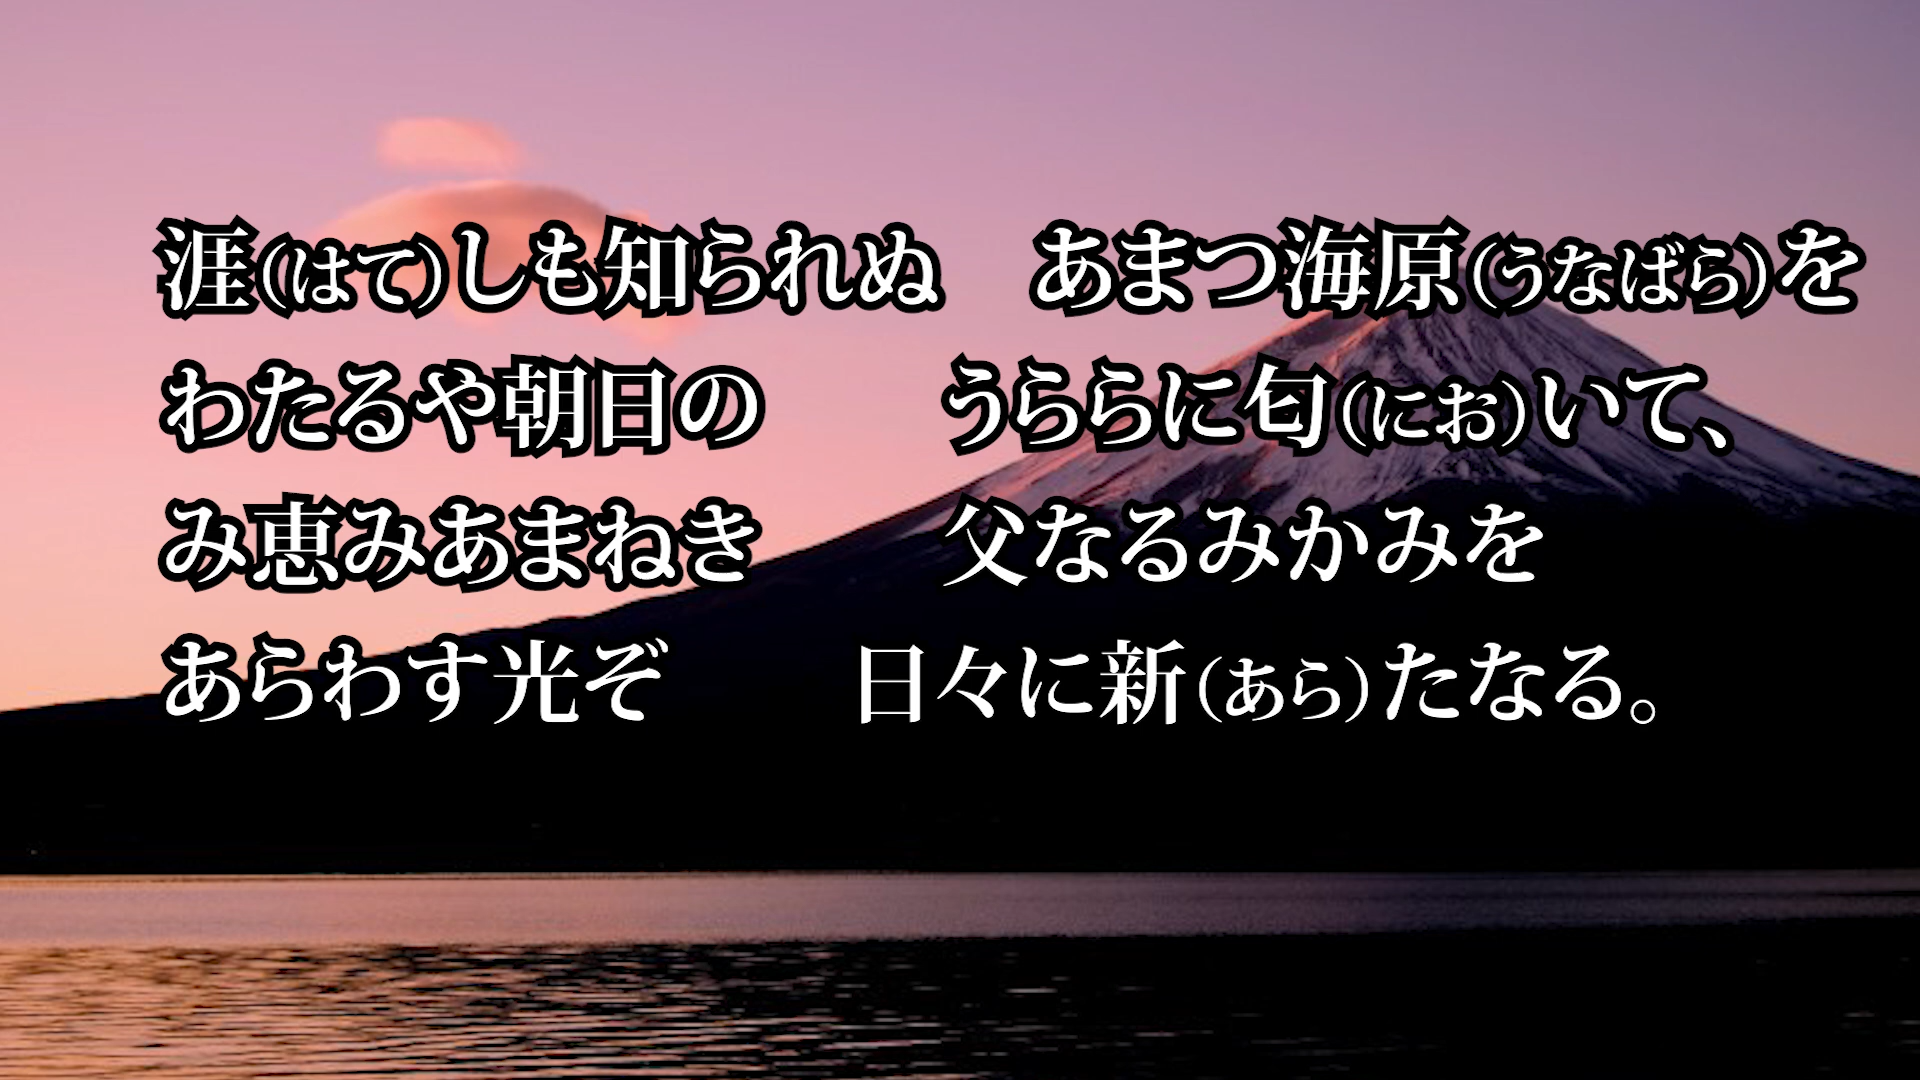 涯（はて）しも知られぬ　あまつ海原（うなばら）を
わたるや朝日の　　うららに匂（にお）いて、
み恵みあまねき　　父なるみかみを
あらわす光ぞ　　日々に新（あら）たなる。